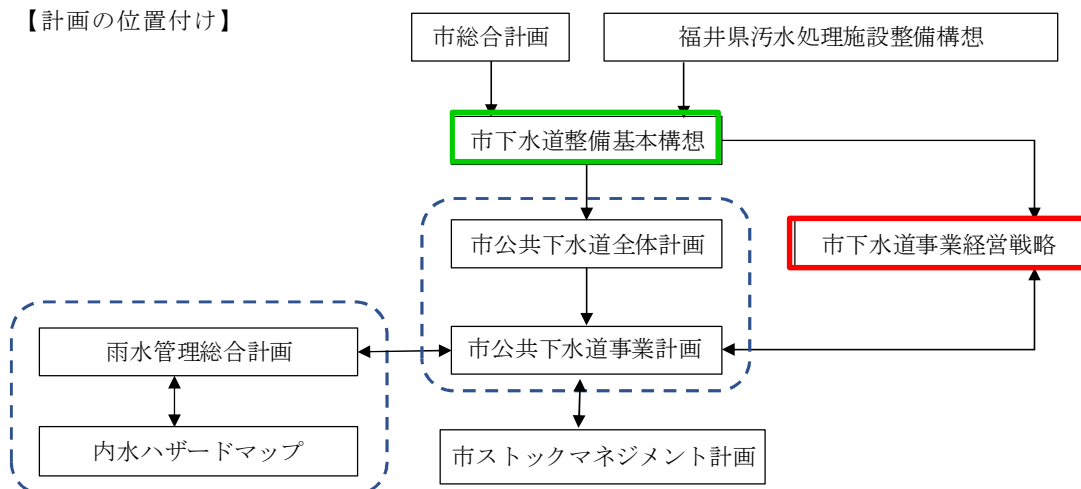 【計画の位置付け】
市総合計画
福井県汚水処理施設整備構想
市下水道整備基本構想
市公共下水道全体計画
市下水道事業経営戦略
雨水管理総合計画
市公共下水道事業計画
内水ハザードマップ
市ストックマネジメント計画